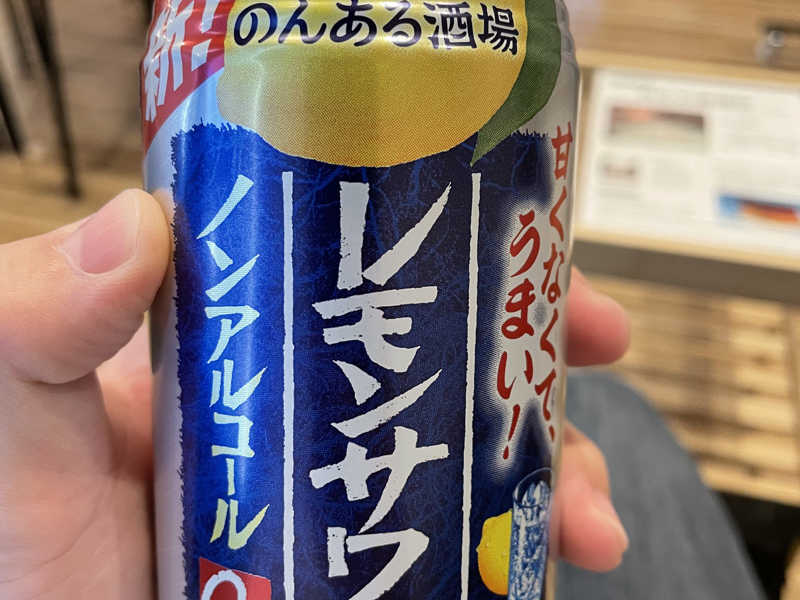 新!
のんある酒場
甘くなくて、
うまい!
レモンサワ
ノンアルコール